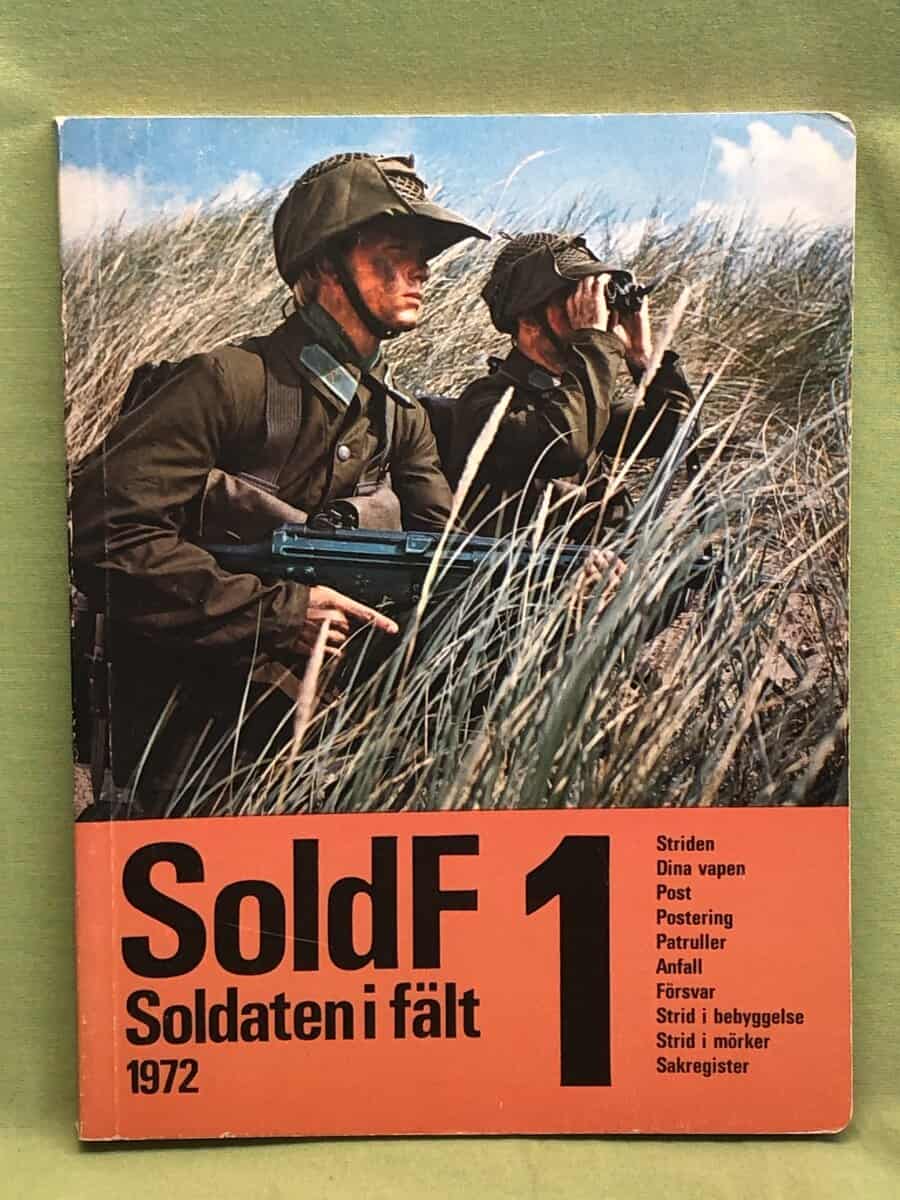 SoldF 1
Soldaten i fält
1972
Striden
Dina vapen
Post
Postering
Patruller
Anfall
Försvar
Strid i bebyggelse
Strid i mörker
Sakregister